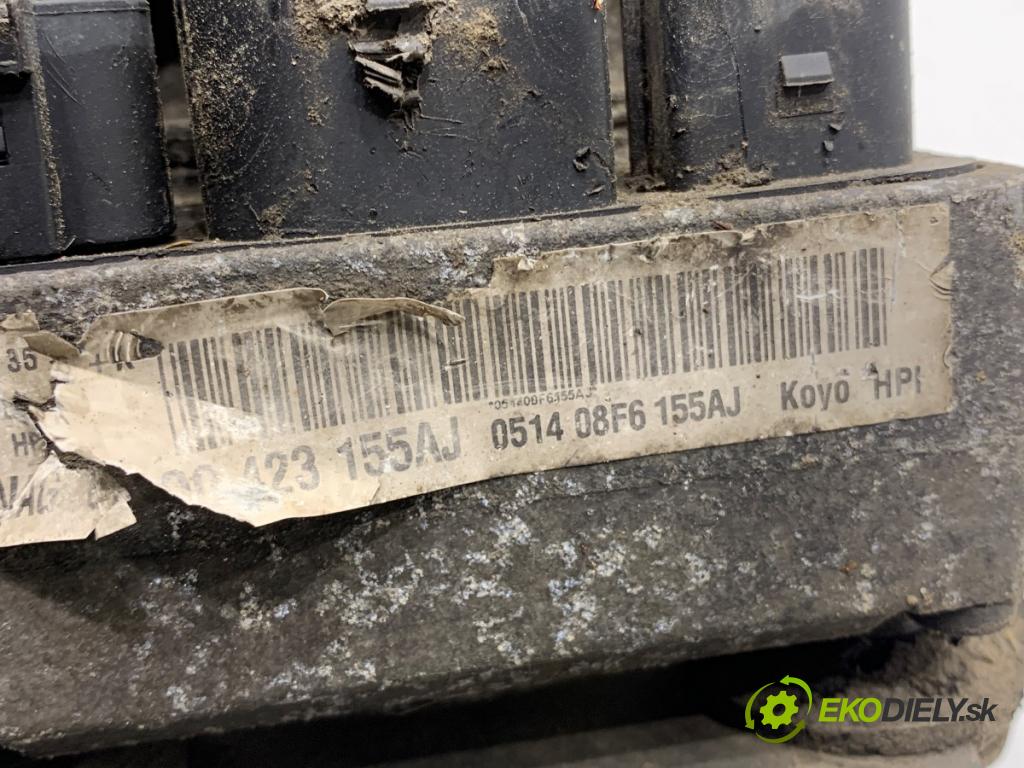 35
*051408F6155AJ
423 155AJ 0514 08F6 155AJ Koyo HPI
EKODIELY.sk